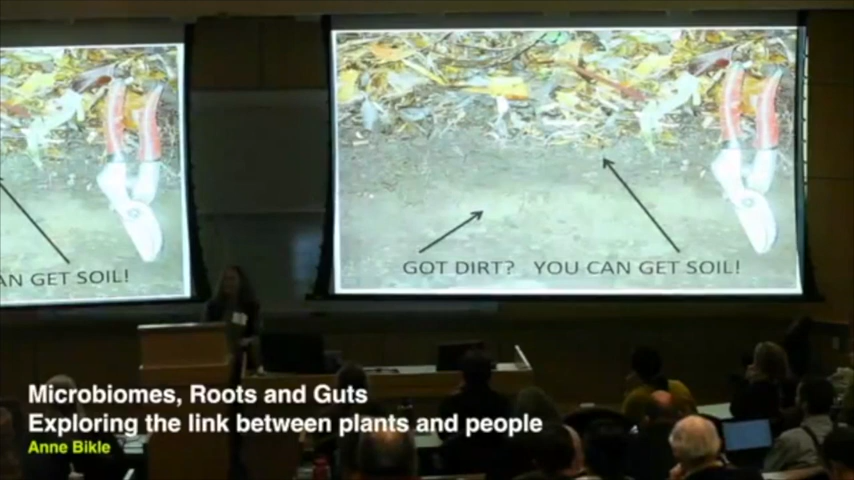 AN GET SOIL!
GOT DIRT? YOU CAN GET SOIL!
Microbiomes, Roots and Guts
Exploring the link between plants and people
Anne Bikle